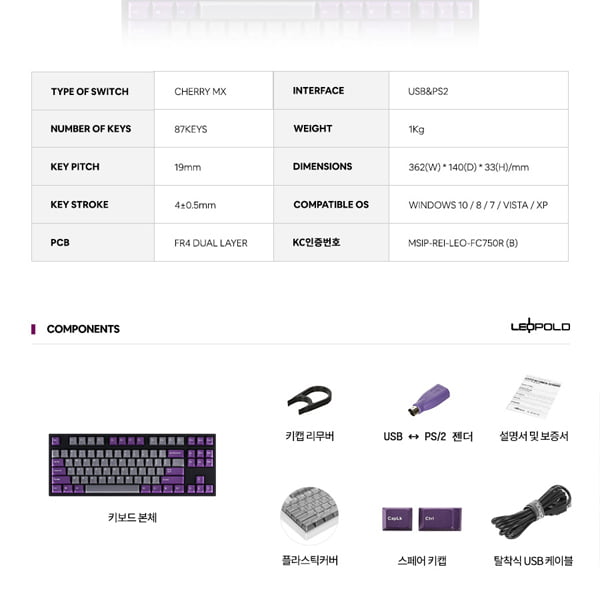 TYPE OF SWITCH CHERRY MX INTERFACE USB&PS2
NUMBER OF KEYS 87KEYS WEIGHT 1Kg
KEY PITCH 19mm DIMENSIONS 362(W) * 140(D) * 33(H)/mm
KEY STROKE 4±0.5mm COMPATIBLE OS WINDOWS 10 / 8 / 7 / VISTA / XP
PCB FR4 DUAL LAYER KC인증번호 MSIP-REI-LEO-FC750R (B)
COMPONENTS
LEOPOLD
키보드 본체
키캡 리무버
USB ↔ PS/2 젠더
설명서 및 보증서
CapLk
Ctrl
플라스틱커버
스페어 키캡
탈착식 USB 케이블